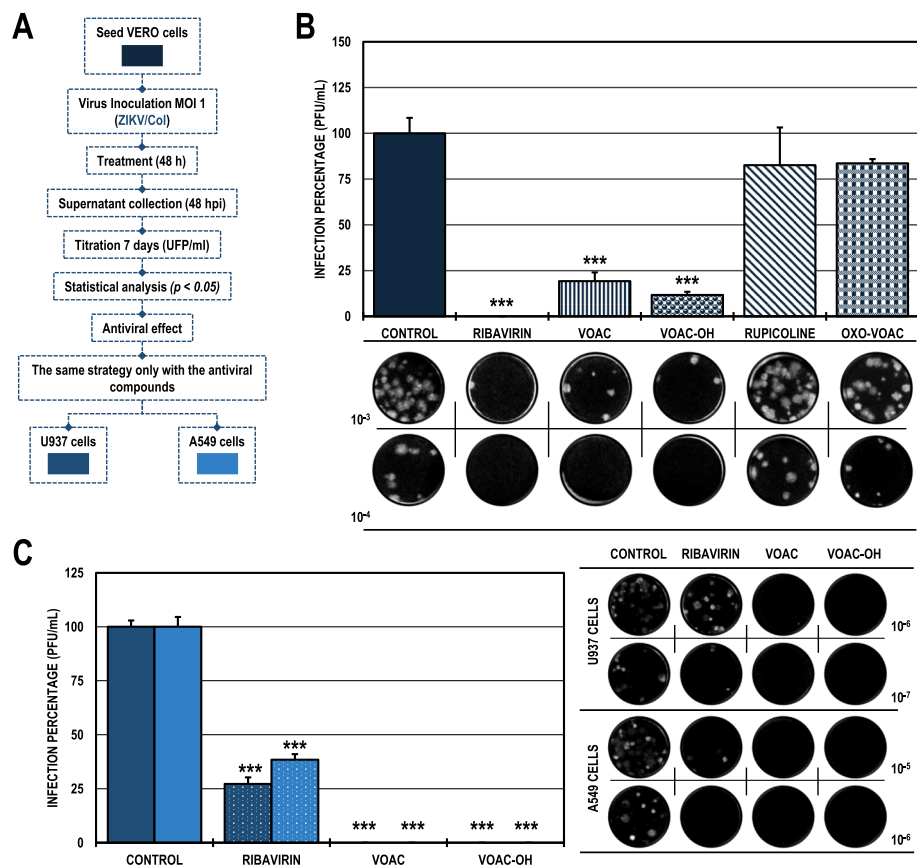 A
Seed VERO cells
Virus Inoculation MOI 1
(ZIKV/Col)
Treatment (48 h)
Supernatant collection (48 hpi)
Titration 7 days (UFP/ml)
Statistical analysis (p < 0.05)
Antiviral effect
The same strategy only with the antiviral
compounds
U937 cells
A549 cells
B
INFECTION PERCENTAGE (PFU/mL)
150
125
100
75
50
25
0
***
***
***
CONTROL RIBAVIRIN VOAC VOAC-OH RUPICOLINE OXO-VOAC
10-3
10-4
C
INFECTION PERCENTAGE (PFU/mL)
125
100
75
50
25
0
*** ***
*** ***
*** ***
CONTROL RIBAVIRIN VOAC VOAC-OH
CONTROL RIBAVIRIN VOAC VOAC-OH
U937 CELLS
10-6
10-7
A549 CELLS
10-5
10-6